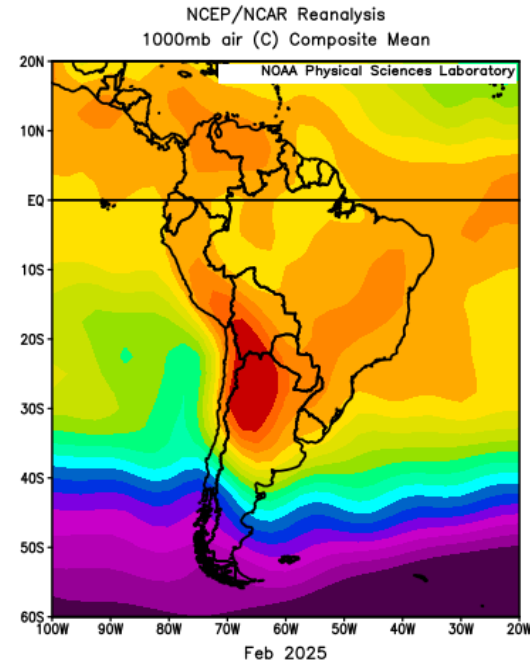 NCEP/NCAR Reanalysis
1000mb air (C) Composite Mean
NOAA Physical Sciences Laboratory
20N
10N
EQ
10S
20S
30S
40S
50S
60S
100W 90W 80W 70W 60W 50W 40W 30W 20W
Feb 2025